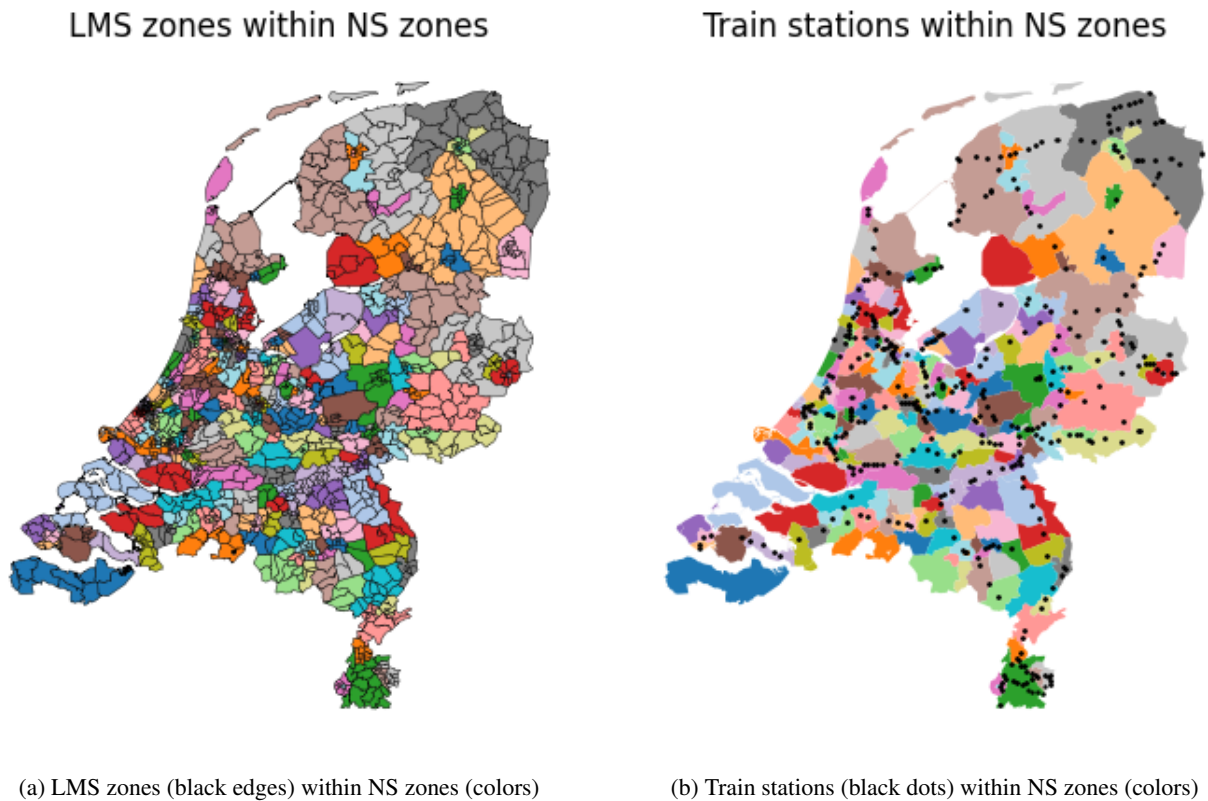 LMS zones within NS zones
Train stations within NS zones
(a) LMS zones (black edges) within NS zones (colors)
(b) Train stations (black dots) within NS zones (colors)